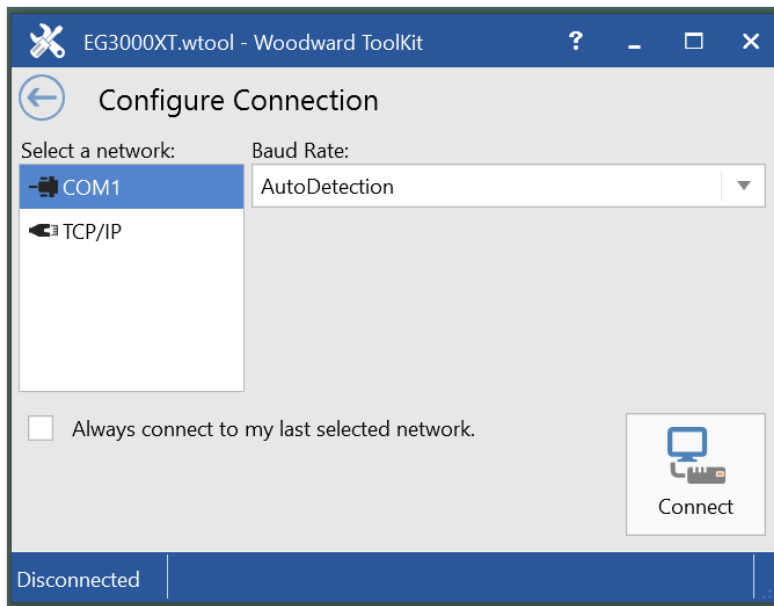 EG3000XT.wtool - Woodward ToolKit
Configure Connection
Select a network:
Baud Rate:
COM1
AutoDetection
TCP/IP
Always connect to my last selected network.
Connect
Disconnected